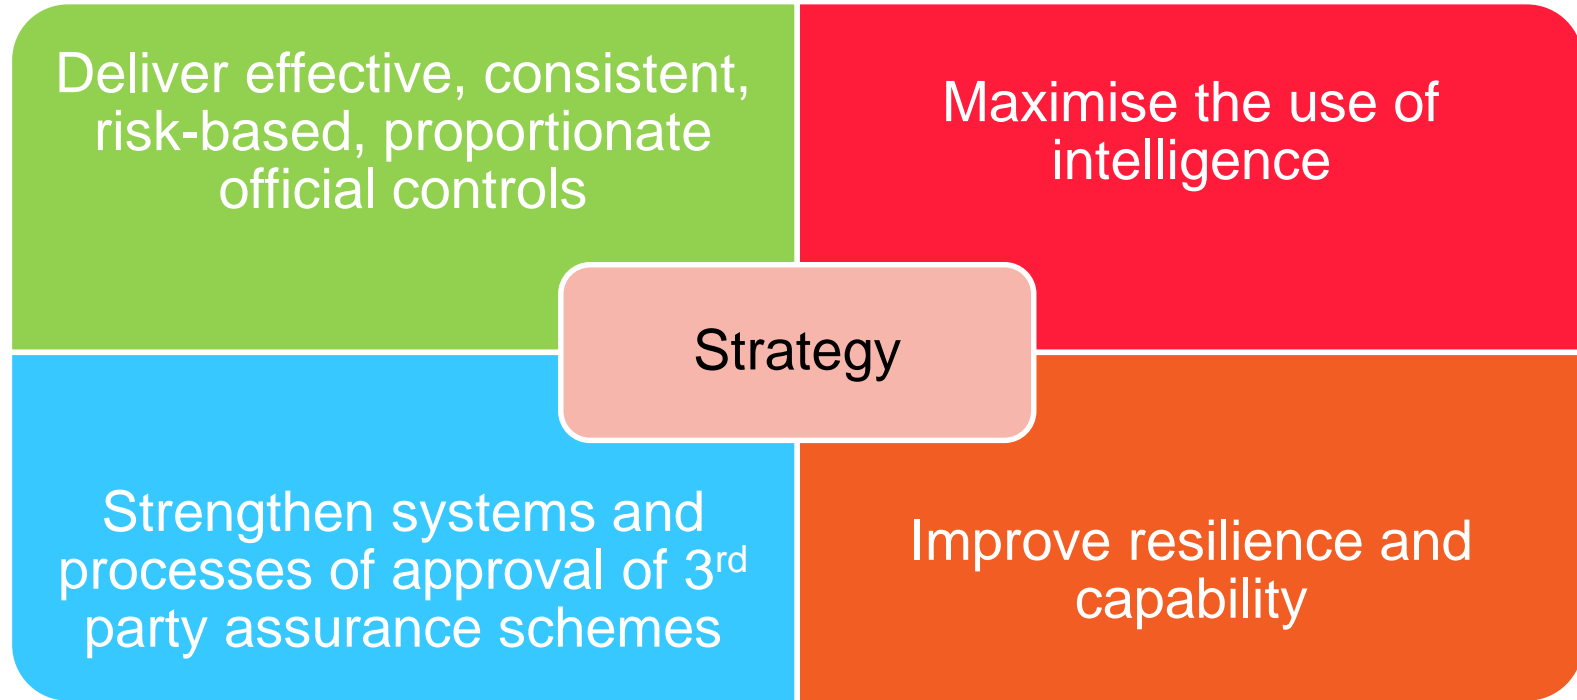 Deliver effective, consistent,
risk-based, proportionate
official controls
Maximise the use of
intelligence
Strategy
Strengthen systems and
processes of approval of 3rd
party assurance schemes
Improve resilience and
capability